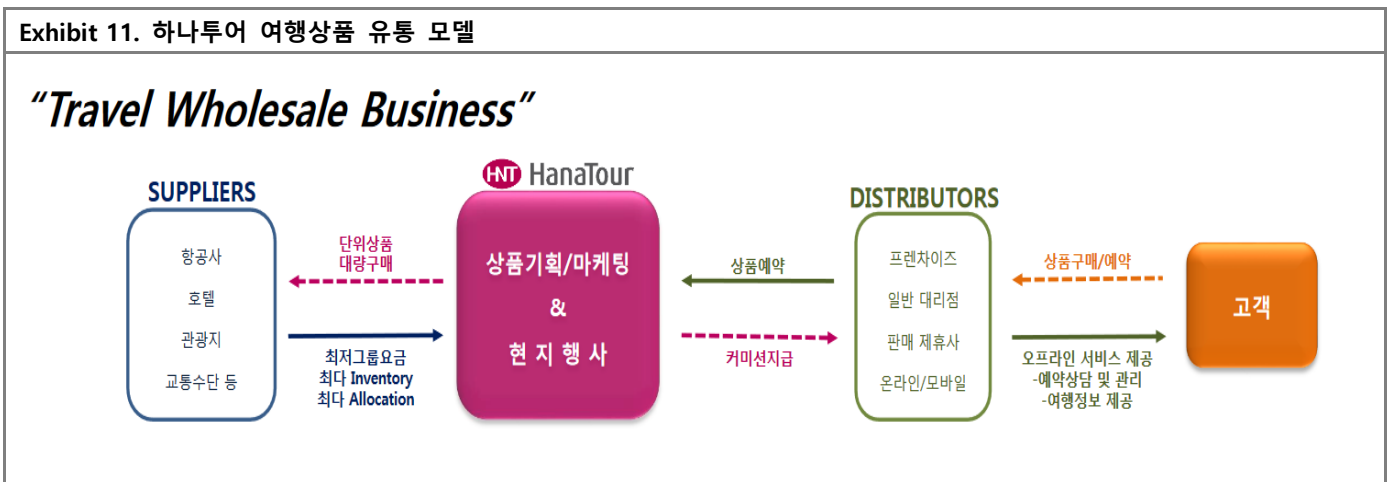 Exhibit 11. 하나투어 여행상품 유통 모델
“Travel Wholesale Business”
SUPPLIERS
항공사
호텔
관광지
교통수단 등
단위상품
대량구매
최저그룹요금
최다 Inventory
최다 Allocation
HNT HanaTour
상품기획/마케팅
&
현 지 행 사
상품예약
커미션지급
DISTRIBUTORS
프렌차이즈
일반 대리점
판매 제휴사
온라인/모바일
상품구매/예약
오프라인 서비스 제공
-예약상담 및 관리
-여행정보 제공
고객